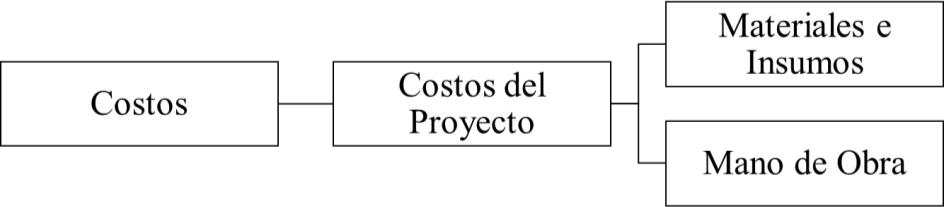 Costos
Costos del
Proyecto
Materiales e
Insumos
Mano de Obra